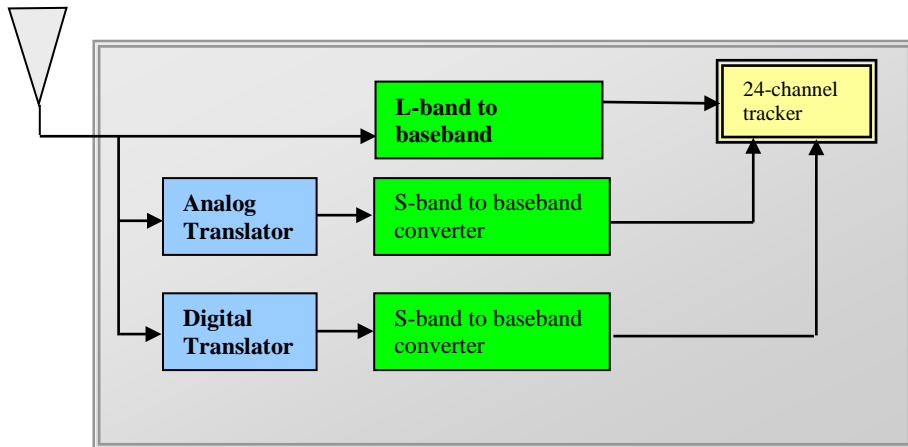 24-channel
tracker
L-band to
baseband
Analog
Translator
S-band to baseband
converter
Digital
Translator
S-band to baseband
converter